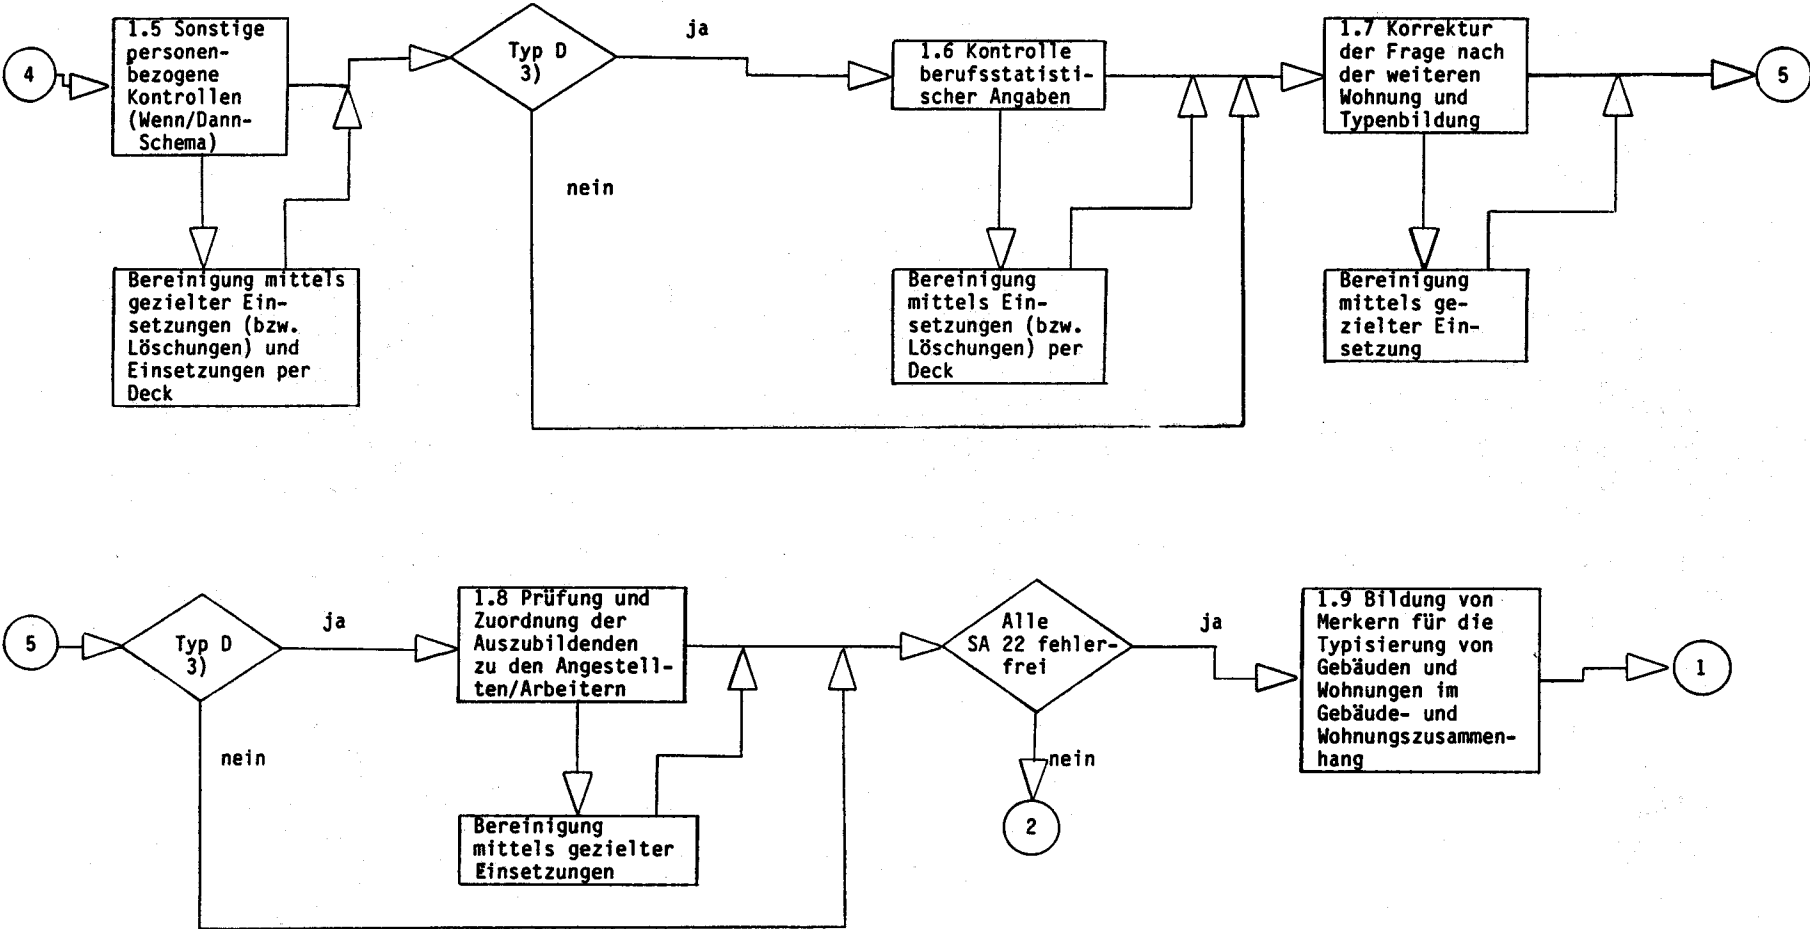 4
1.5 Sonstige
personen-
bezogene
Kontrollen
(Wenn/Dann-
Schema)
Bereinigung mittels
gezielter Ein-
setzungen (bzw.
Löschungen) und
Einsetzungen per
Deck
Typ D
3)
ja
nein
1.6 Kontrolle
berufsstatisti-
scher Angaben
Bereinigung
mittels Ein-
setzungen (bzw.
Löschungen) per
Deck
1.7 Korrektur
der Frage nach
der weiteren
Wohnung und
Typenbildung
Bereinigung
mittels ge-
zielter Ein-
setzung
5
5
Typ D
3)
ja
nein
1.8 Prüfung und
Zuordnung der
Auszubildenden
zu den Angestell-
ten/Arbeitern
Bereinigung
mittels gezielter
Einsetzungen
Alle
SA 22 fehler-
frei
ja
nein
2
1.9 Bildung von
Merkern für die
Typisierung von
Gebäuden und
Wohnungen im
Gebäude- und
Wohnungszusammen-
hang
1